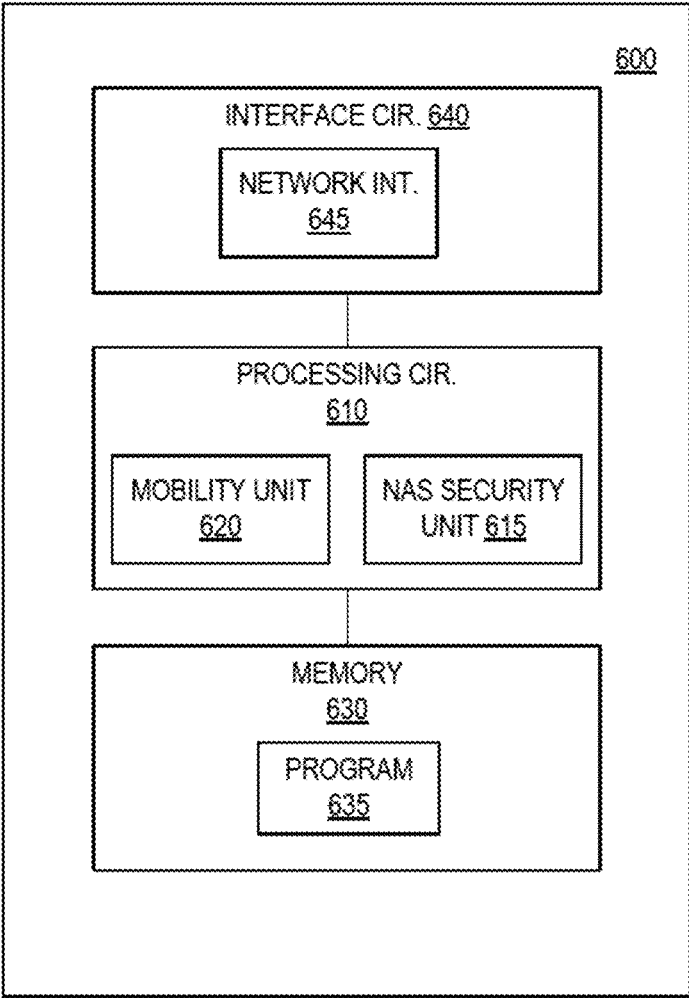 600
INTERFACE CIR. 640
NETWORK INT.
645
PROCESSING CIR.
610
MOBILITY UNIT
620
NAS SECURITY
UNIT 615
MEMORY
630
PROGRAM
635